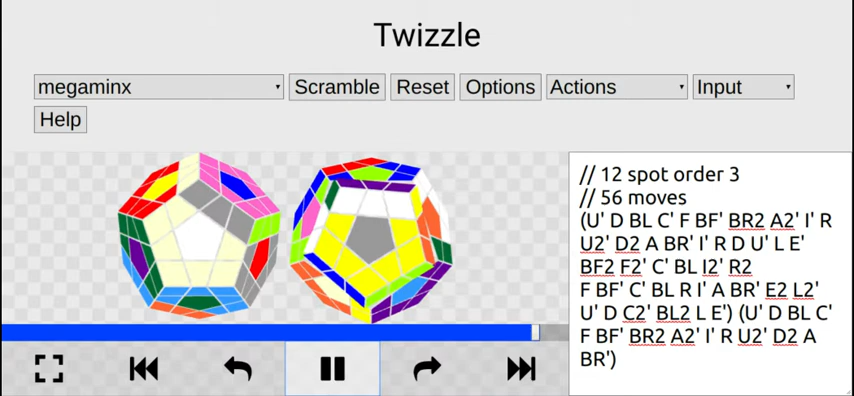 Twizzle
megaminx Scramble Reset Options Actions Input
Help
// 12 spot order 3
// 56 moves
(U' D BL C' F BF' BR2 A2' I' R
U2' D2 A BR' I' R D U' L E'
BF2 F2' C' BL I2' R2
F BF' C' BL R I' A BR' E2 L2'
U' D C2' BL2 L E') (U' D BL C'
F BF' BR2 A2' I' R U2' D2 A
BR')